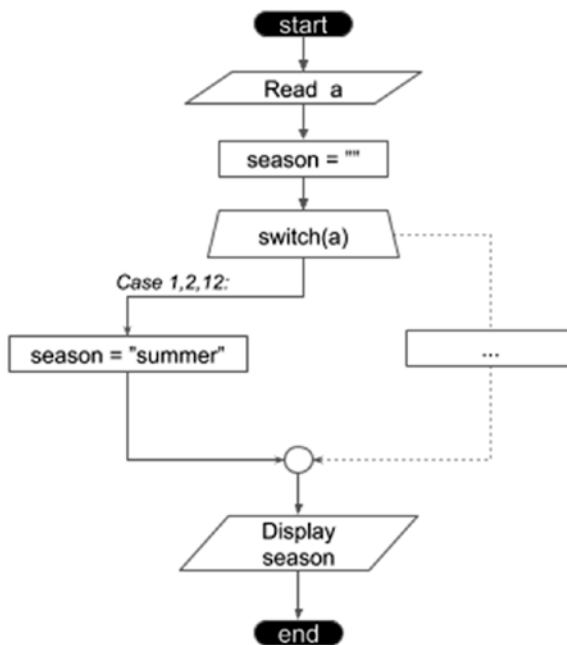 start
Read a
season = ""
switch(a)
Case 1,2,12:
season = "summer"
...
Display
season
end